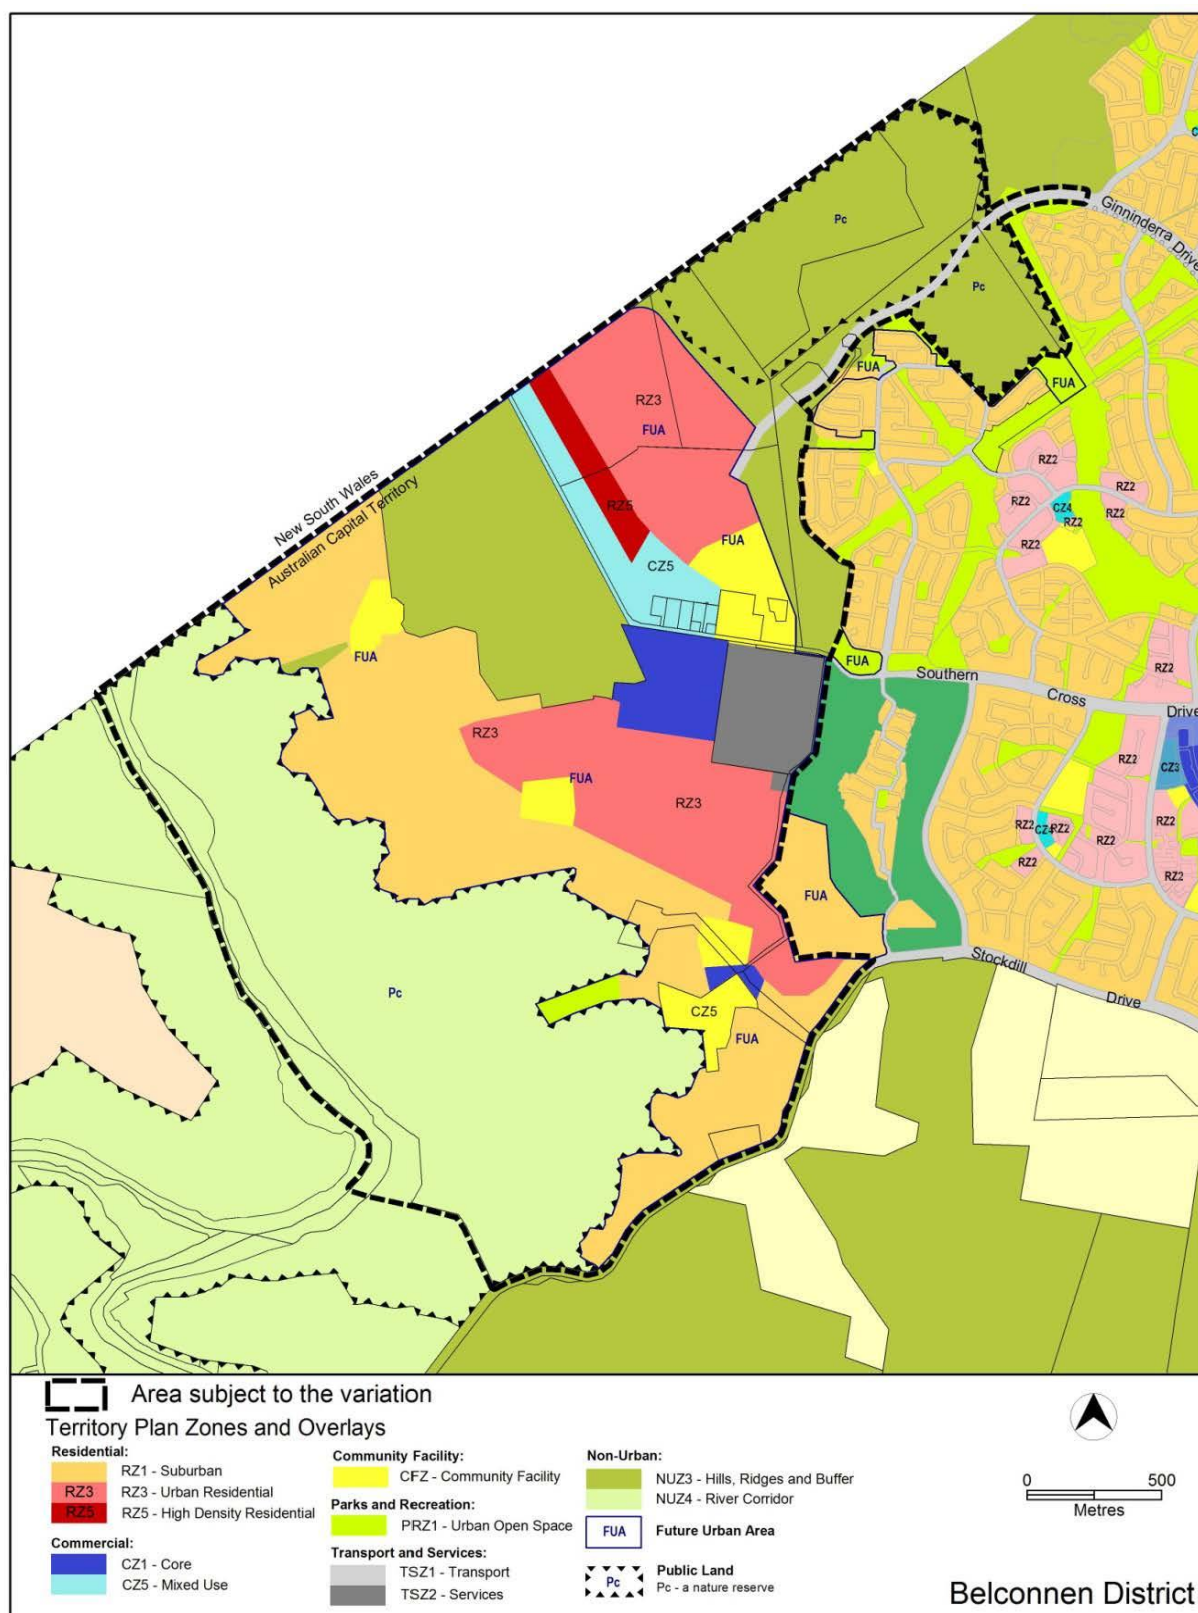 Pc
Ginninderra Drive
Pc
FUA
FUA
RZ3
FUA
New South Wales
Australian Capital Territory
RZ5
FUA
CZ5
RZ2
RZ2
RZ2
CZ4
RZ2
RZ2
RZ2
FUA
FUA
Southern Cross Drive
RZ2
RZ3
FUA
RZ3
RZ2
CZ3
RZ2
CZ4
RZ2
RZ2
RZ2
RZ2
RZ2
FUA
Stockdill Drive
Pc
CZ5
FUA
Area subject to the variation
Territory Plan Zones and Overlays
Residential:
RZ1 - Suburban
RZ3 RZ3 - Urban Residential
RZ5 RZ5 - High Density Residential
Commercial:
CZ1 - Core
CZ5 - Mixed Use
Community Facility:
CFZ - Community Facility
Parks and Recreation:
PRZ1 - Urban Open Space
Transport and Services:
TSZ1 - Transport
TSZ2 - Services
Non-Urban:
NUZ3 - Hills, Ridges and Buffer
NUZ4 - River Corridor
FUA Future Urban Area
Public Land
Pc Pc - a nature reserve
0 500
Metres
Belconnen District